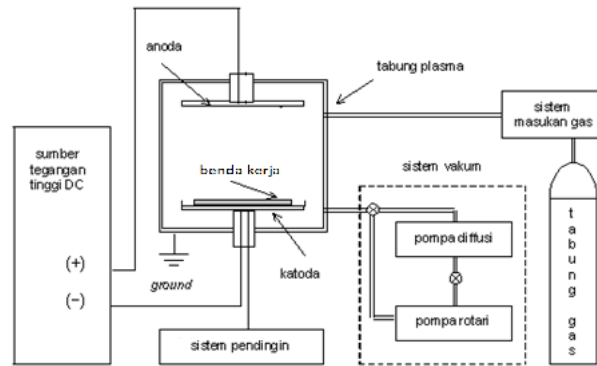 anoda
tabung plasma
sistem
masukan gas
sumber
tegangan
tinggi DC
benda kerja
sistem vakum
pompa diffusi
katoda
(+)
ground
(−)
pompa rotari
sistem pendingin
t
a
b
u
n
g
g
a
s